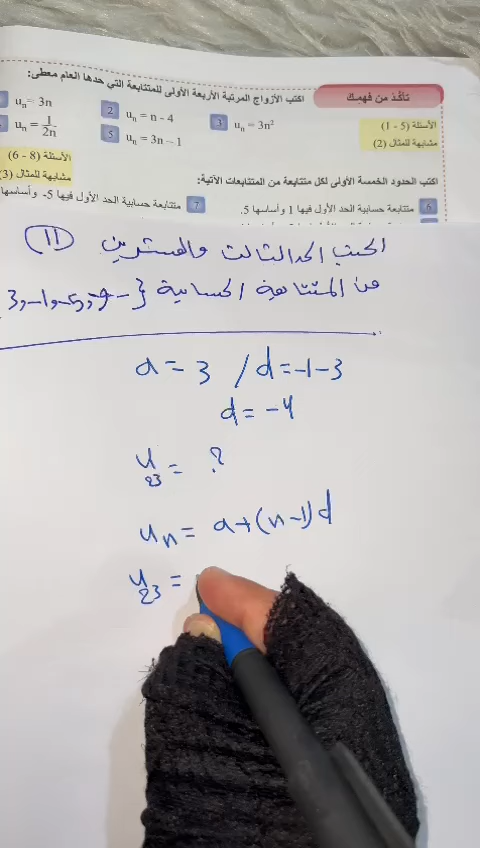 تأكد من فهمك
اكتب الأزواج المرتبة الأربعة الأولى للمتتابعة التي حدها العام معطى:
الأسئلة (5 - 1)
مشابهة للمثال (2)
uₙ = 3n
2 uₙ = n - 4
3 uₙ = 3n²
uₙ = 1/2n
5 uₙ = 3n - 1
الأسئلة (8 - 6)
مشابهة للمثال (3)
اكتب الحدود الخمسة الأولى لكل متتابعة من المتتابعات الآتية:
6 متتابعة حسابية الحد الأول فيها 1 وأساسها 5.
7 متتابعة حسابية الحد الأول فيها 5- وأساسها
11 اكتب الحد الثالث والعشرين
من المتتابعة الحسابية
a = 3 / d = -1 - 3
d = -4
u₂₃ = ?
uₙ = a + (n - 1) d
u₂₃ =